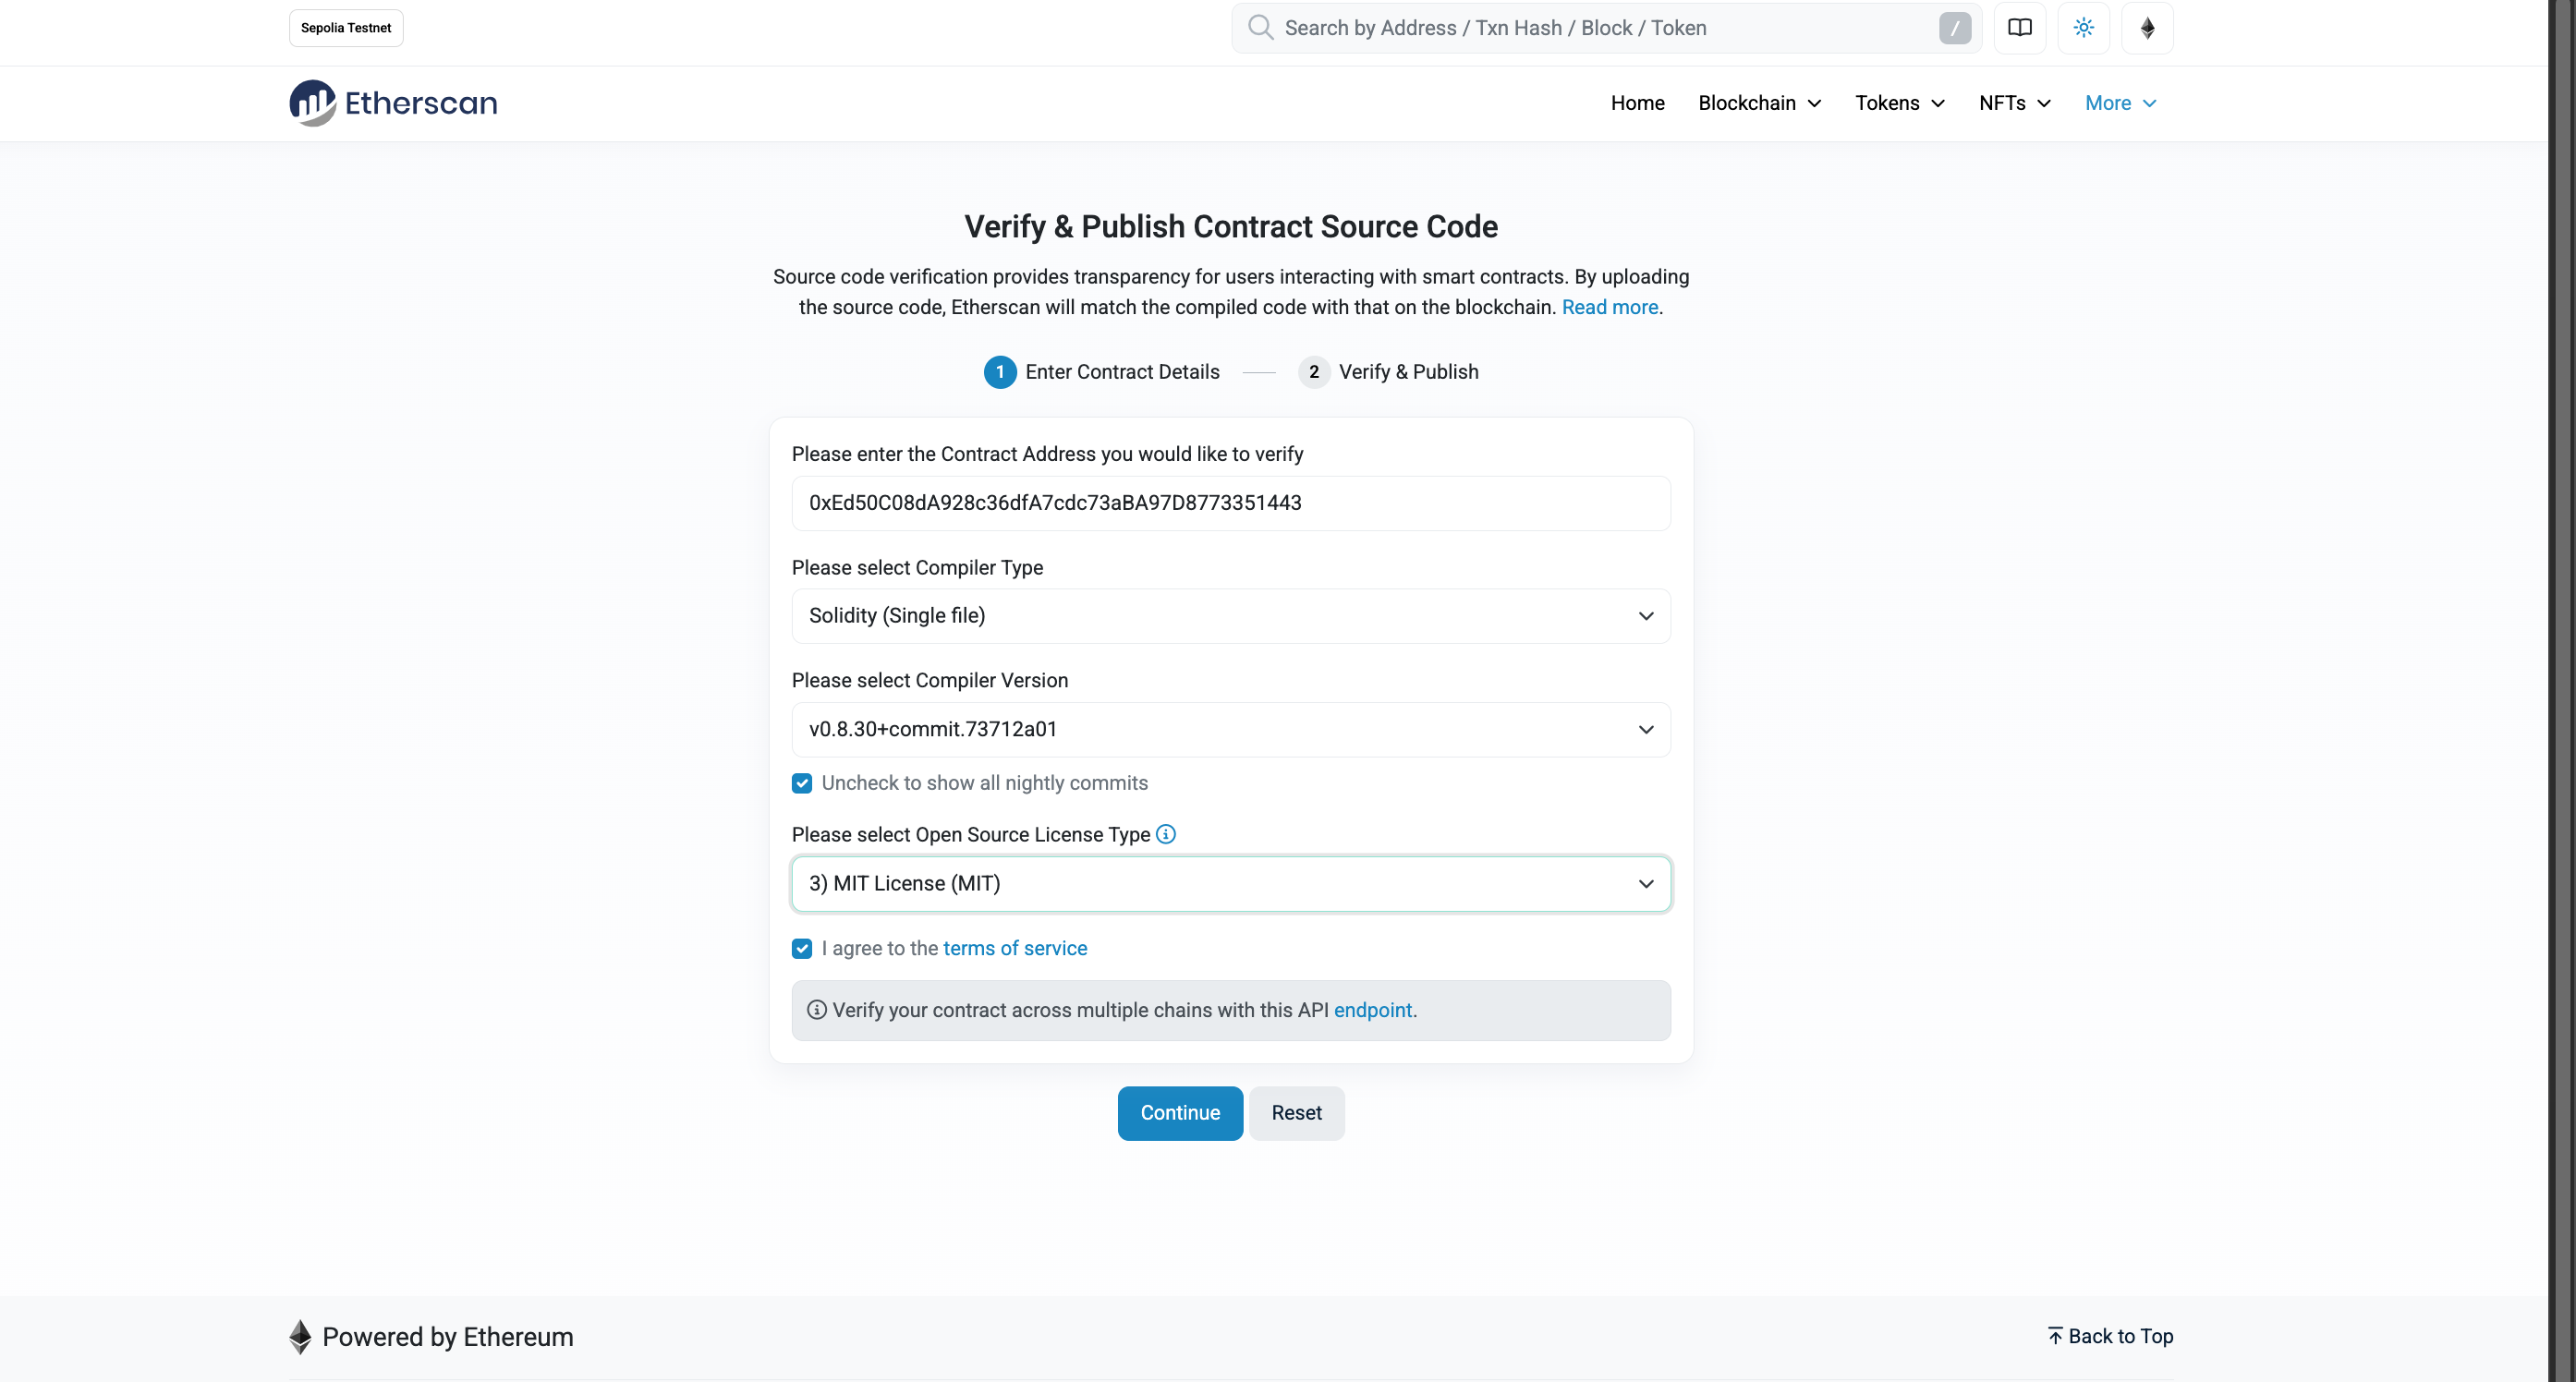 Sepolia Testnet
Search by Address / Txn Hash / Block / Token
/
Etherscan
Home
Blockchain
Tokens
NFTs
More
Verify & Publish Contract Source Code
Source code verification provides transparency for users interacting with smart contracts. By uploading
the source code, Etherscan will match the compiled code with that on the blockchain. Read more.
1 Enter Contract Details
2 Verify & Publish
Please enter the Contract Address you would like to verify
0xEd50C08dA928c36dfA7cdc73aBA97D8773351443
Please select Compiler Type
Solidity (Single file)
Please select Compiler Version
v0.8.30+commit.73712a01
Uncheck to show all nightly commits
Please select Open Source License Type
3) MIT License (MIT)
I agree to the terms of service
Verify your contract across multiple chains with this API endpoint.
Continue
Reset
Powered by Ethereum
Back to Top